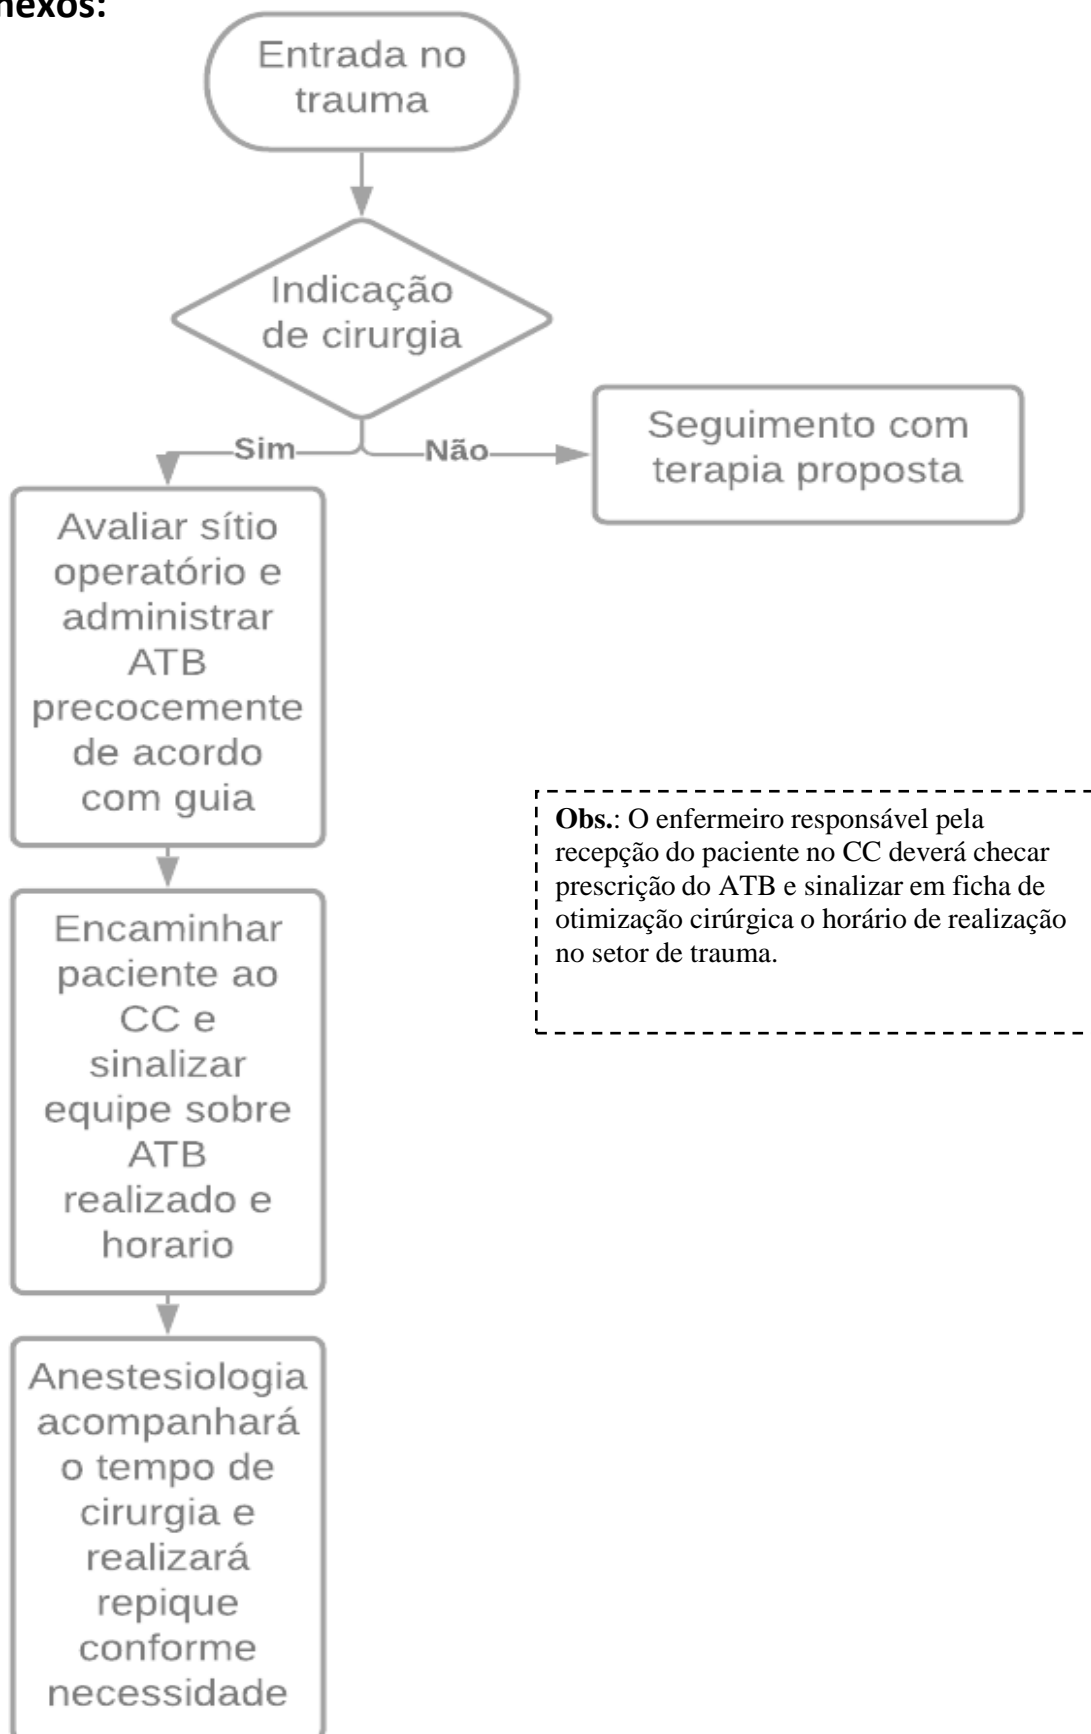 nexos:
Entrada no
trauma
Indicação
de cirurgia
Sim
Não
Seguimento com
terapia proposta
Avaliar sítio
operatório e
administrar
ATB
precocemente
de acordo
com guia
Obs.: O enfermeiro responsável pela
recepção do paciente no CC deverá checar
prescrição do ATB e sinalizar em ficha de
otimização cirúrgica o horário de realização
no setor de trauma.
Encaminhar
paciente ao
CC e
sinalizar
equipe sobre
ATB
realizado e
horario
Anestesiologia
acompanhará
o tempo de
cirurgia e
realizará
repique
conforme
necessidade